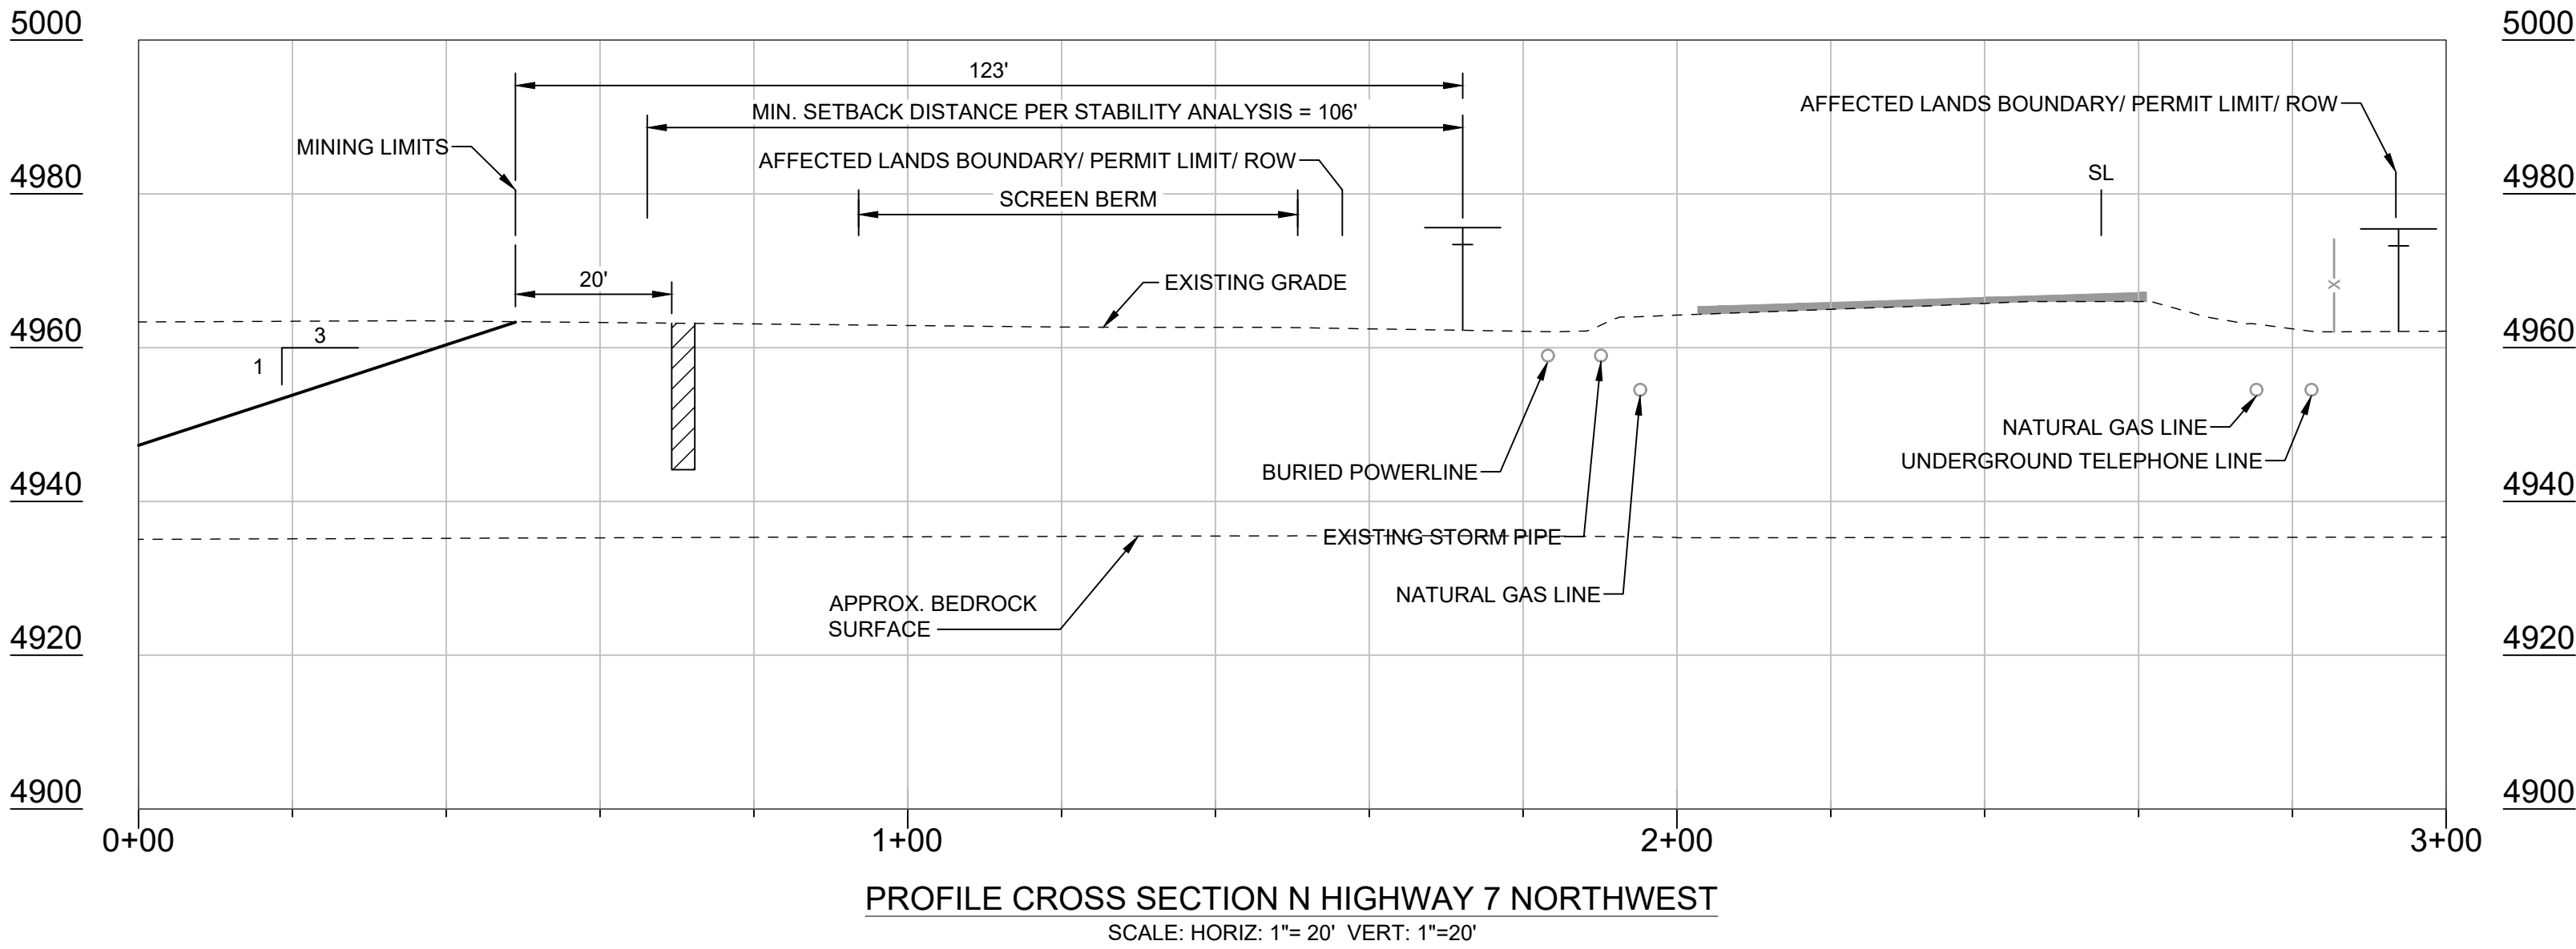 5000
5000
123'
MIN. SETBACK DISTANCE PER STABILITY ANALYSIS = 106'
AFFECTED LANDS BOUNDARY/ PERMIT LIMIT/ ROW
MINING LIMITS
AFFECTED LANDS BOUNDARY/ PERMIT LIMIT/ ROW
4980
SL
4980
SCREEN BERM
20'
EXISTING GRADE
X
4960
3
1
4960
NATURAL GAS LINE
BURIED POWERLINE
UNDERGROUND TELEPHONE LINE
4940
4940
EXISTING STORM PIPE
NATURAL GAS LINE
APPROX. BEDROCK
SURFACE
4920
4920
4900
4900
0+00
1+00
2+00
3+00
PROFILE CROSS SECTION N HIGHWAY 7 NORTHWEST
SCALE: HORIZ: 1"= 20' VERT: 1"=20'